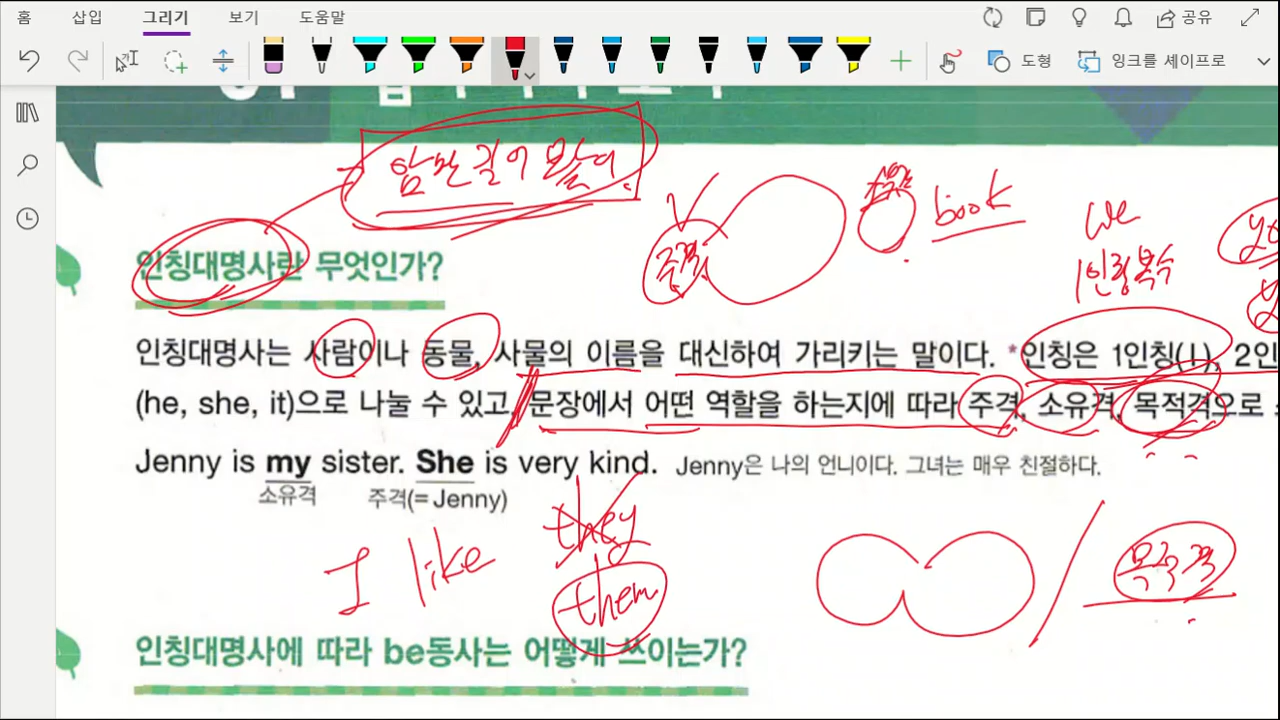 홈 삽입 그리기 보기 도움말 공유
도형 잉크를 셰이프로
book
we
1인칭복수
주격
인칭대명사란 무엇인가?
인칭대명사는 사람이나 동물, 사물의 이름을 대신하여 가리키는 말이다. *인칭은 1인칭(I), 2인
(he, she, it)으로 나눌 수 있고, 문장에서 어떤 역할을 하는지에 따라 주격, 소유격, 목적격으로
Jenny is my sister. She is very kind. Jenny은 나의 언니이다. 그녀는 매우 친절하다.
소유격 주격(=Jenny)
they
I like them
목적격
인칭대명사에 따라 be동사는 어떻게 쓰이는가?